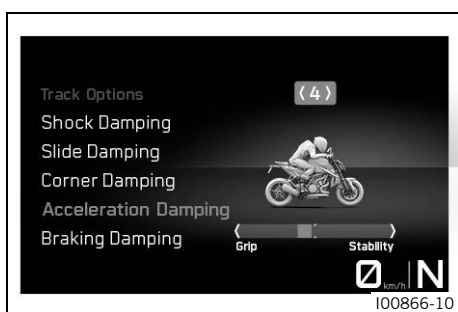 Track Options
⟨4⟩
Shock Damping
Slide Damping
Corner Damping
Acceleration Damping
Braking Damping
Grip
Stability
0 km/h N
I00866-10